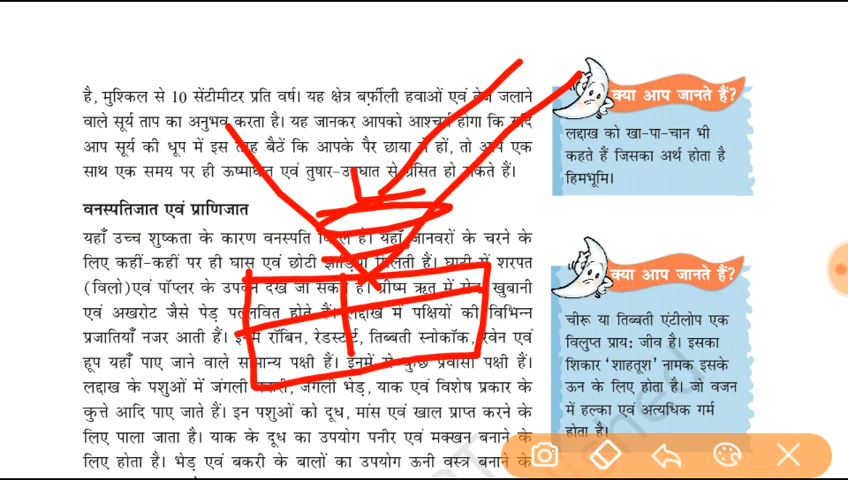 है, मुश्किल से 10 सेंटीमीटर प्रति वर्ष। यह क्षेत्र बर्फ़ीली हवाओं एवं तेज जलाने
वाले सूर्य ताप का अनुभव करता है। यह जानकर आपको आश्चर्य होगा कि यदि
आप सूर्य की धूप में इस तरह बैठें कि आपके पैर छाया में हों, तो आप एक
साथ एक समय पर ही ऊष्माघात एवं तुषार-उपघात से ग्रसित हो सकते हैं।
वनस्पतिजात एवं प्राणिजात
यहाँ उच्च शुष्कता के कारण वनस्पति विरल है। यहाँ जानवरों के चरने के
लिए कहीं-कहीं पर ही घास एवं छोटी झाड़ियाँ मिलती हैं। घाटी में शरपत
(विलो)एवं पॉप्लर के उपवन देखे जा सकते हैं। ग्रीष्म ऋतु में सेब, खुबानी
एवं अखरोट जैसे पेड़ पल्लवित होते हैं। लद्दाख में पक्षियों की विभिन्न
प्रजातियाँ नजर आती हैं। इनमें रॉबिन, रेडस्टार्ट, तिब्बती स्नोकॉक, रेवेन एवं
हूप यहाँ पाए जाने वाले सामान्य पक्षी हैं। इनमें से कुछ प्रवासी पक्षी हैं।
लद्दाख के पशुओं में जंगली बकरी, जंगली भेड़, याक एवं विशेष प्रकार के
कुत्ते आदि पाए जाते हैं। इन पशुओं को दूध, मांस एवं खाल प्राप्त करने के
लिए पाला जाता है। याक के दूध का उपयोग पनीर एवं मक्खन बनाने के
लिए होता है। भेड़ एवं बकरी के बालों का उपयोग ऊनी वस्त्र बनाने के
क्या आप जानते हैं?
लद्दाख को खा-पा-चान भी
कहते हैं जिसका अर्थ होता है
हिमभूमि।
क्या आप जानते हैं?
चीरू या तिब्बती एंटीलोप एक
विलुप्त प्राय: जीव है। इसका
शिकार 'शाहतूश' नामक इसके
ऊन के लिए होता है। जो वजन
में हल्का एवं अत्यधिक गर्म
होता है।